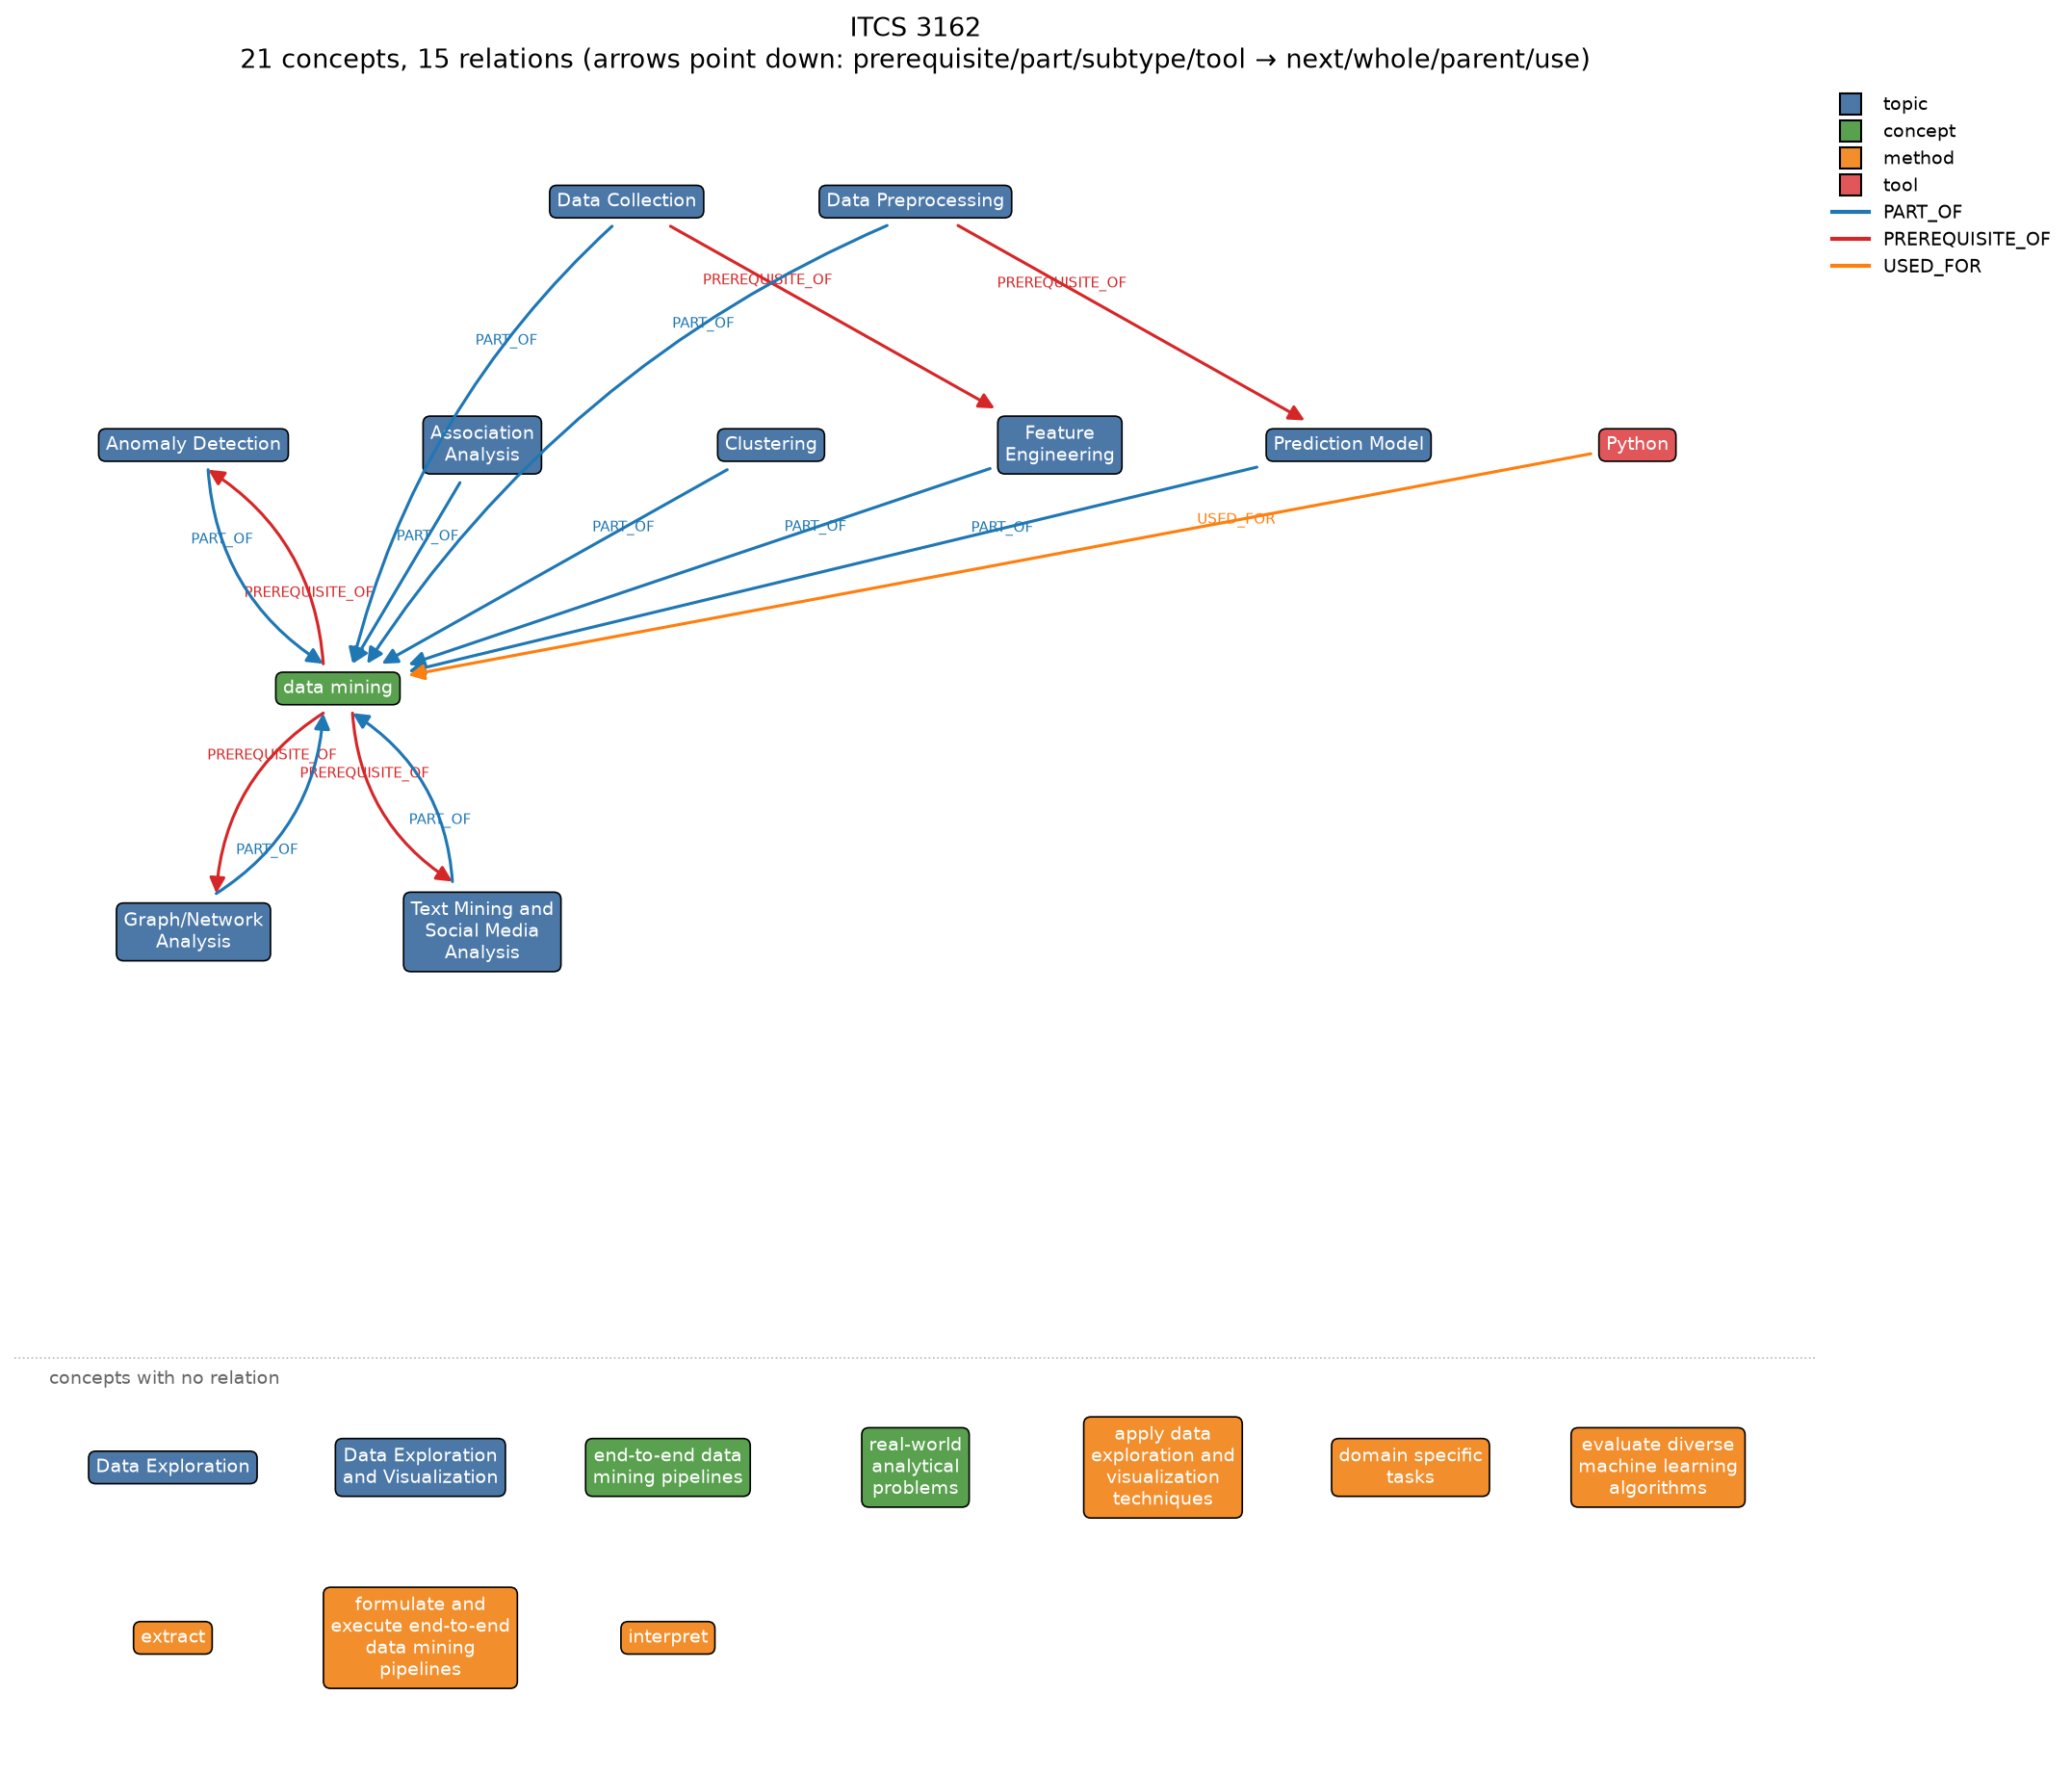 ITCS 3162
21 concepts, 15 relations (arrows point down: prerequisite/part/subtype/tool → next/whole/parent/use)
topic
concept
method
tool
PART_OF
PREREQUISITE_OF
USED_FOR
Data Collection
Data Preprocessing
PREREQUISITE_OF
PREREQUISITE_OF
PART_OF
PART_OF
Anomaly Detection
Association
Analysis
Clustering
Feature
Engineering
Prediction Model
Python
PART_OF
PART_OF
PART_OF
PART_OF
PART_OF
USED_FOR
PREREQUISITE_OF
data mining
PREREQUISITE_OF
PREREQUISITE_OF
PART_OF
PART_OF
Graph/Network
Analysis
Text Mining and
Social Media
Analysis
concepts with no relation
Data Exploration
Data Exploration
and Visualization
end-to-end data
mining pipelines
real-world
analytical
problems
apply data
exploration and
visualization
techniques
domain specific
tasks
evaluate diverse
machine learning
algorithms
extract
formulate and
execute end-to-end
data mining
pipelines
interpret